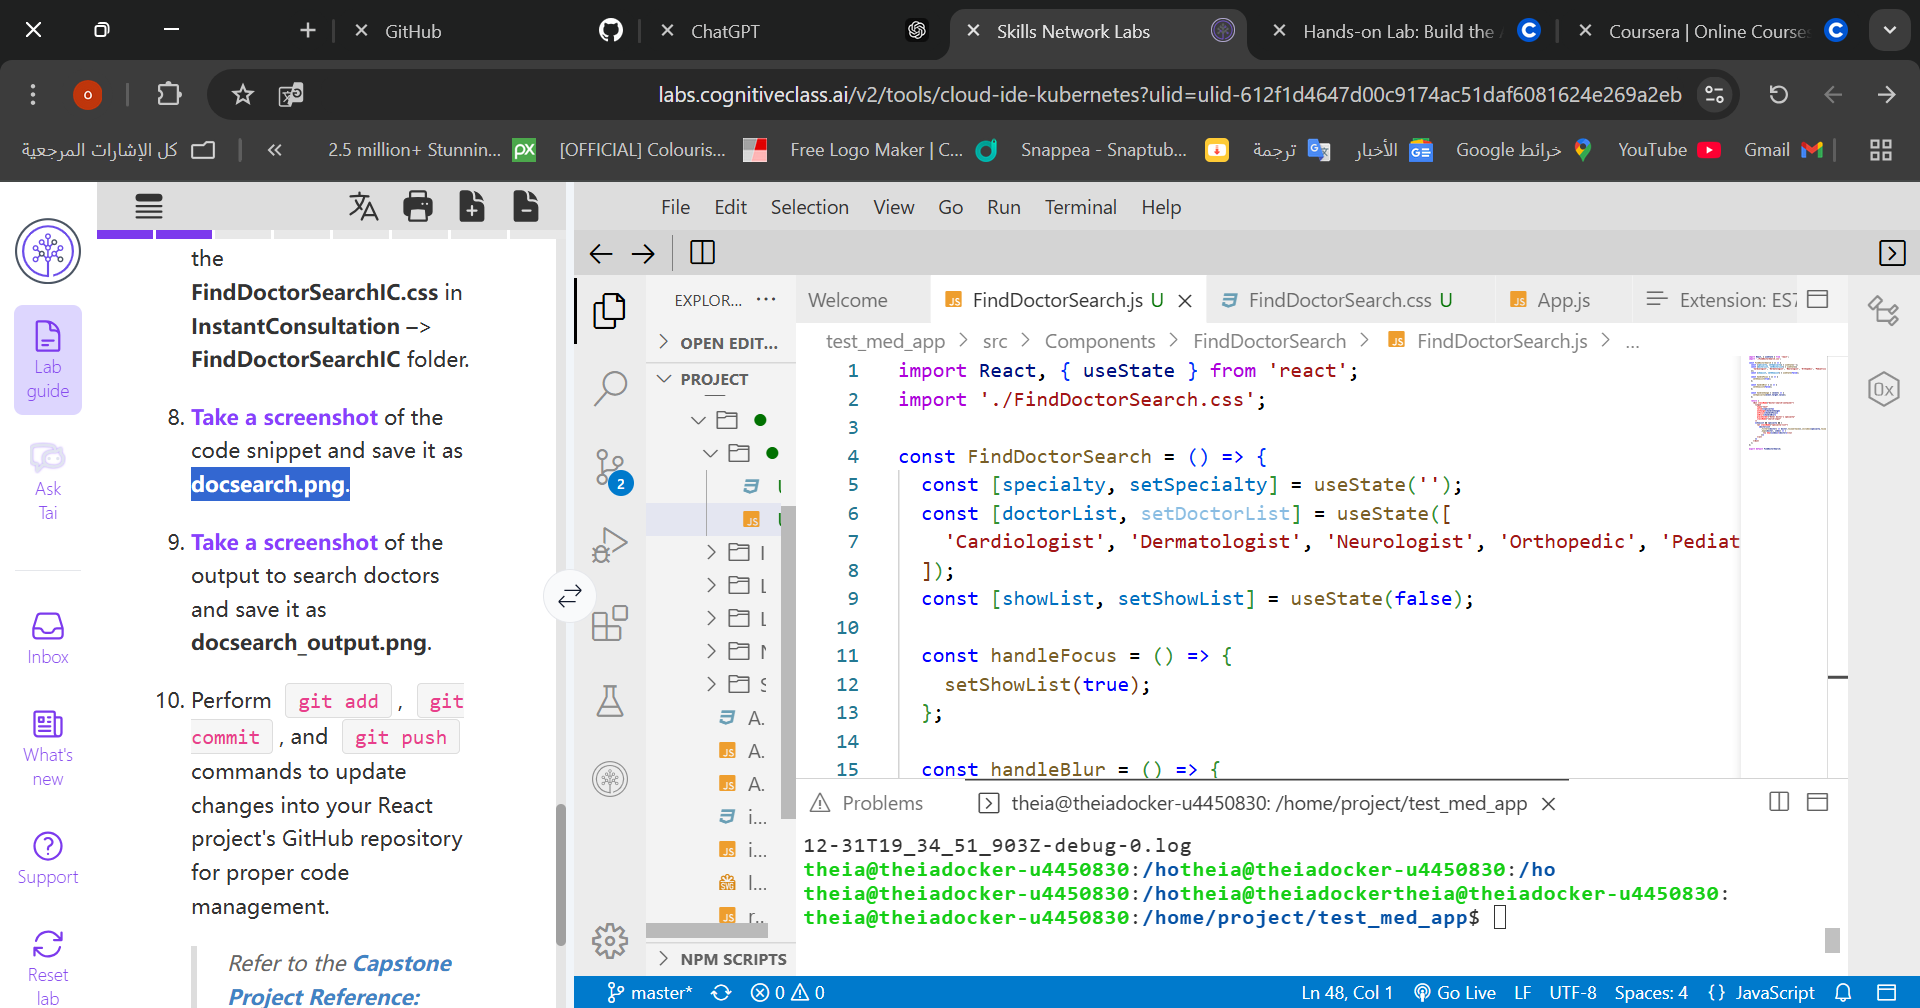 GitHub
ChatGPT
Skills Network Labs
Hands-on Lab: Build the
Coursera | Online Courses
labs.cognitiveclass.ai/v2/tools/cloud-ide-kubernetes?ulid=ulid-612f1d4647d00c9174ac51daf6081624e269a2eb
كل الإشارات المرجعية
2.5 million+ Stunnin...
[OFFICIAL] Colouris...
Free Logo Maker | C...
Snappea - Snaptub...
ترجمة
الأخبار
خرائط Google
YouTube
Gmail
Lab
guide
Ask
Tai
Inbox
What's
new
Support
Reset
lab
the
FindDoctorSearchIC.css in
InstantConsultation –>
FindDoctorSearchIC folder.
8. Take a screenshot of the
code snippet and save it as
docsearch.png.
9. Take a screenshot of the
output to search doctors
and save it as
docsearch_output.png.
10. Perform git add , git
commit , and git push
commands to update
changes into your React
project's GitHub repository
for proper code
management.
Refer to the Capstone
Project Reference:
File Edit Selection View Go Run Terminal Help
EXPLOR... ···
OPEN EDIT...
PROJECT
A.
A.
A.
i...
i...
l...
r...
NPM SCRIPTS
2
Welcome
FindDoctorSearch.js U
FindDoctorSearch.css U
App.js
Extension: ES7
test_med_app > src > Components > FindDoctorSearch > FindDoctorSearch.js > ...
1 import React, { useState } from 'react';
2 import './FindDoctorSearch.css';
3
4 const FindDoctorSearch = () => {
5 const [specialty, setSpecialty] = useState('');
6 const [doctorList, setDoctorList] = useState([
7 'Cardiologist', 'Dermatologist', 'Neurologist', 'Orthopedic', 'Pediat
8 ]);
9 const [showList, setShowList] = useState(false);
10
11 const handleFocus = () => {
12 setShowList(true);
13 };
14
15 const handleBlur = () => {
Problems
theia@theiadocker-u4450830: /home/project/test_med_app
12-31T19_34_51_903Z-debug-0.log
theia@theiadocker-u4450830:/hotheia@theiadocker-u4450830:/ho
theia@theiadocker-u4450830:/hotheia@theiadockertheia@theiadocker-u4450830:
theia@theiadocker-u4450830:/home/project/test_med_app$
master* 0 0 Ln 48, Col 1 Go Live LF UTF-8 Spaces: 4 {} JavaScript